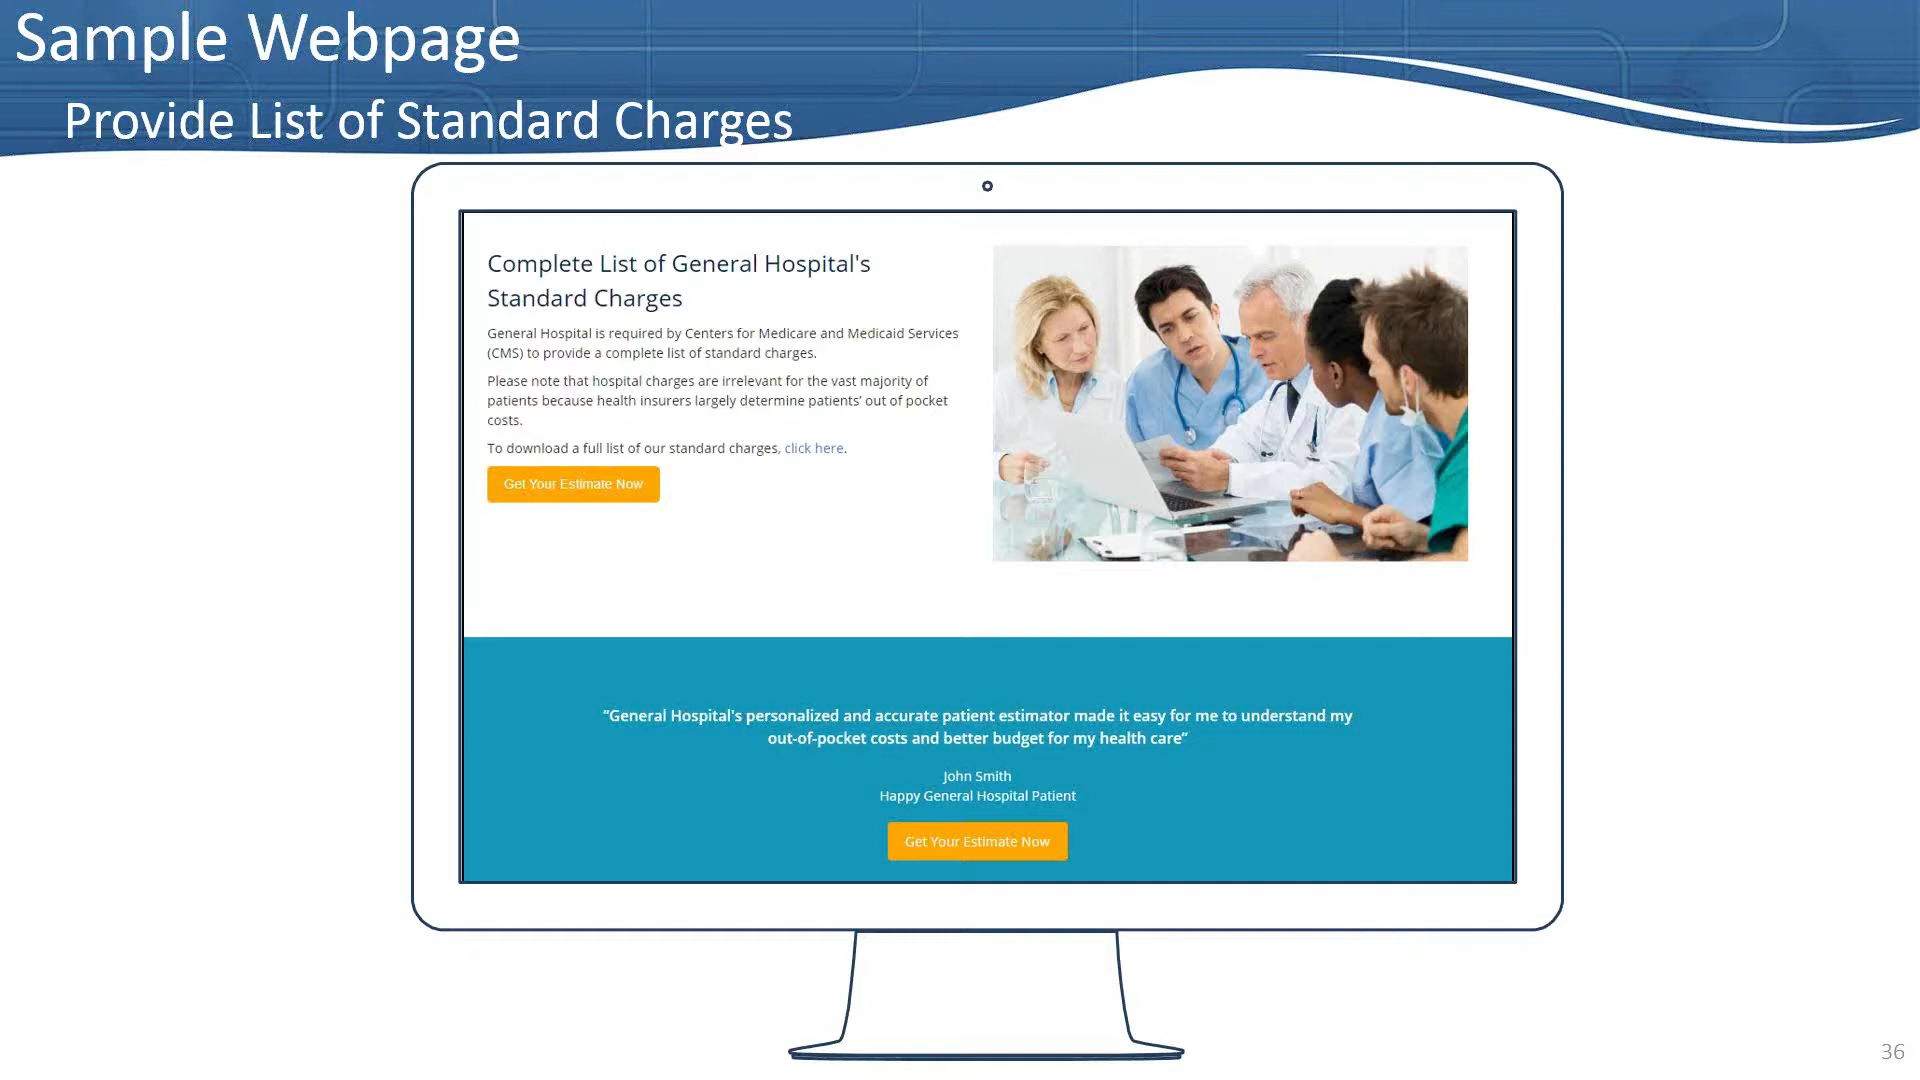 Sample Webpage
Provide List of Standard Charges
Complete List of General Hospital's
Standard Charges
General Hospital is required by Centers for Medicare and Medicaid Services
(CMS) to provide a complete list of standard charges.
Please note that hospital charges are irrelevant for the vast majority of
patients because health insurers largely determine patients’ out of pocket
costs.
To download a full list of our standard charges, click here.
Get Your Estimate Now
“General Hospital's personalized and accurate patient estimator made it easy for me to understand my
out-of-pocket costs and better budget for my health care”
John Smith
Happy General Hospital Patient
Get Your Estimate Now
36